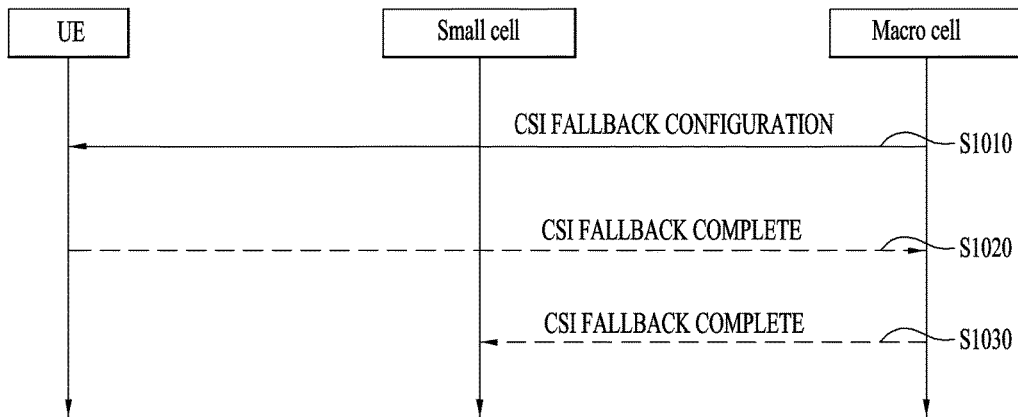 UE
Small cell
Macro cell
CSI FALLBACK CONFIGURATION
S1010
CSI FALLBACK COMPLETE
S1020
CSI FALLBACK COMPLETE
S1030